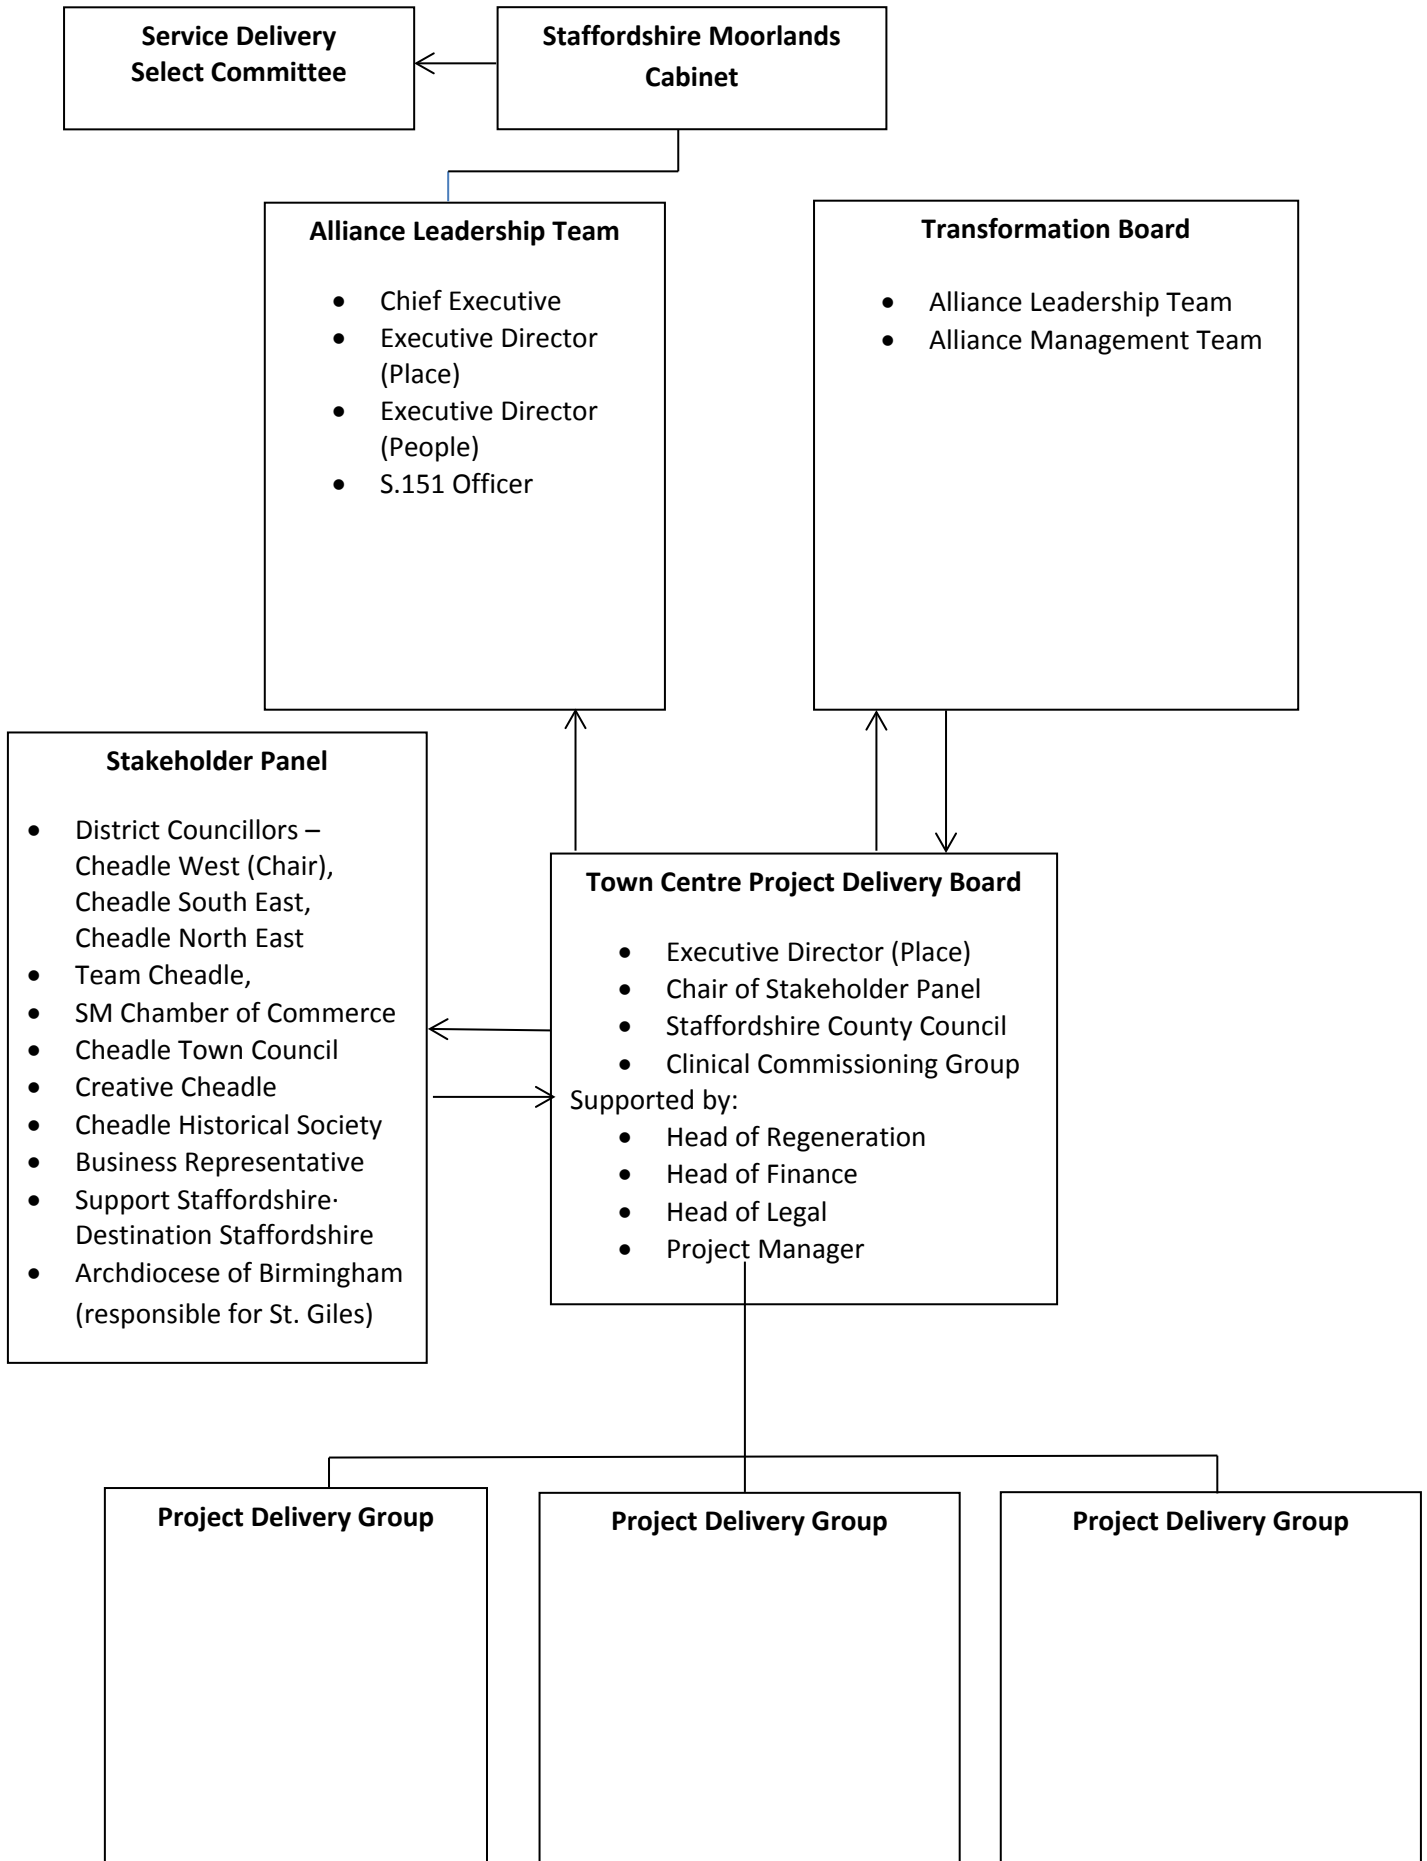 Service Delivery
Select Committee
Staffordshire Moorlands
Cabinet
Alliance Leadership Team
• Chief Executive
• Executive Director
(Place)
• Executive Director
(People)
• S.151 Officer
Transformation Board
• Alliance Leadership Team
• Alliance Management Team
Stakeholder Panel
• District Councillors –
Cheadle West (Chair),
Cheadle South East,
Cheadle North East
• Team Cheadle,
• SM Chamber of Commerce
• Cheadle Town Council
• Creative Cheadle
• Cheadle Historical Society
• Business Representative
• Support Staffordshire·
Destination Staffordshire
• Archdiocese of Birmingham
(responsible for St. Giles)
Town Centre Project Delivery Board
• Executive Director (Place)
• Chair of Stakeholder Panel
• Staffordshire County Council
• Clinical Commissioning Group
Supported by:
• Head of Regeneration
• Head of Finance
• Head of Legal
• Project Manager
Project Delivery Group
Project Delivery Group
Project Delivery Group